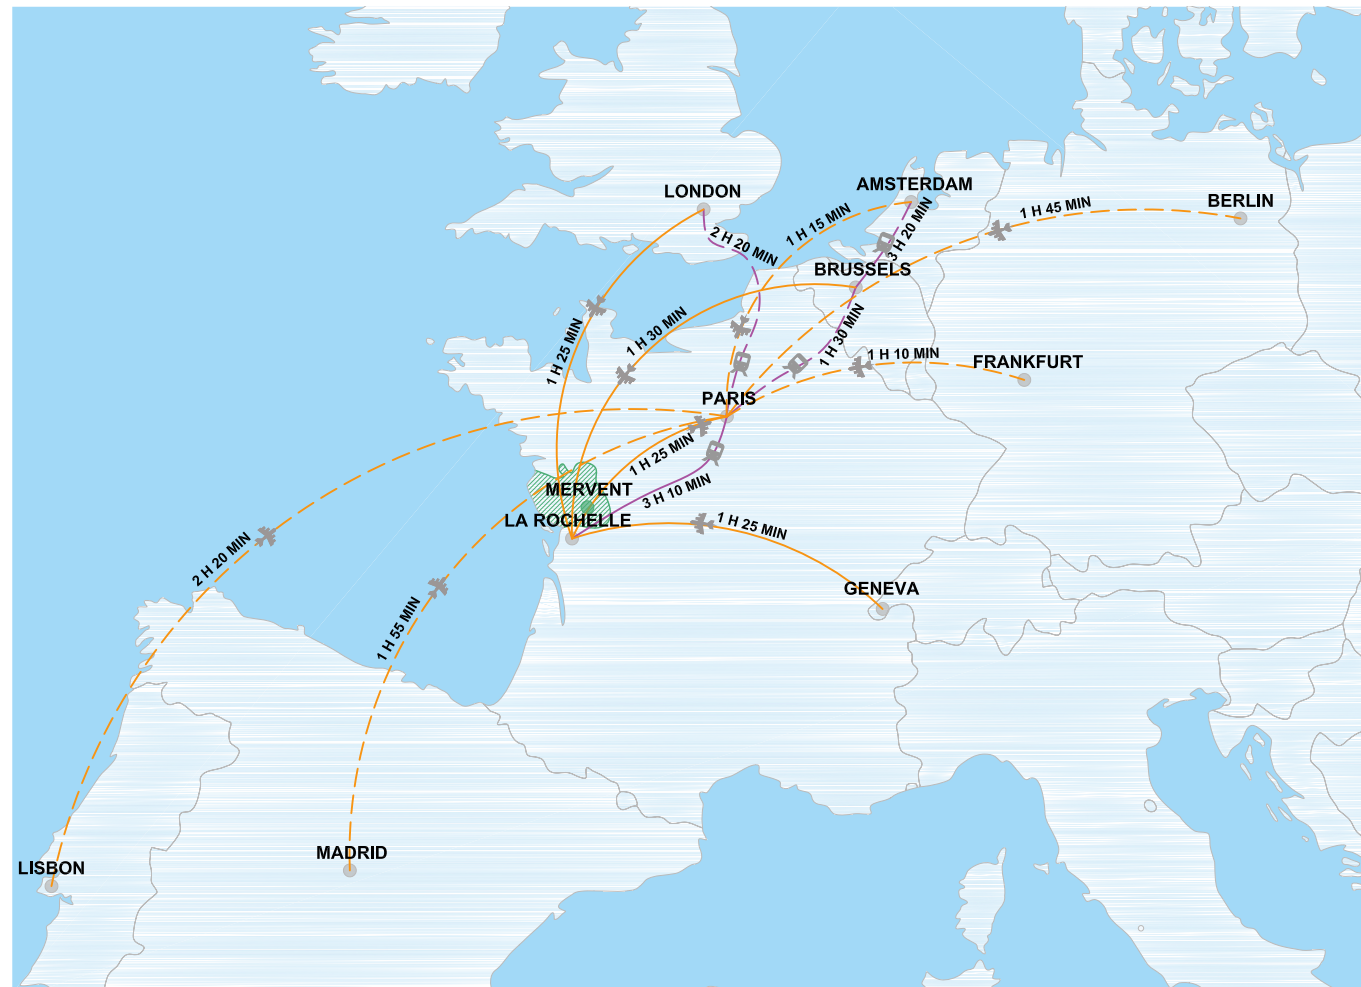 LONDON
AMSTERDAM
BERLIN
1 H 45 MIN
1 H 15 MIN
3 H 20 MIN
2 H 20 MIN
BRUSSELS
1 H 30 MIN
1 H 25 MIN
1 H 30 MIN
1 H 10 MIN
FRANKFURT
PARIS
1 H 25 MIN
MERVENT
3 H 10 MIN
LA ROCHELLE
1 H 25 MIN
2 H 20 MIN
GENEVA
1 H 55 MIN
MADRID
LISBON